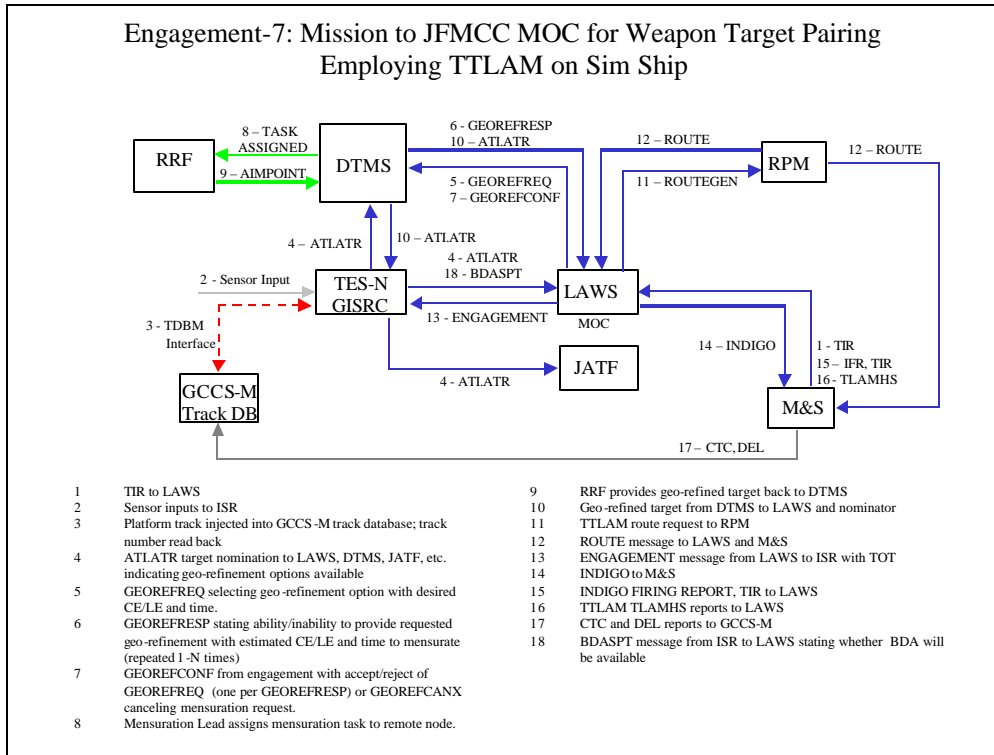 Engagement-7: Mission to JFMCC MOC for Weapon Target Pairing
Employing TTLAM on Sim Ship
8 – TASK
ASSIGNED
RRF
9 – AIMPOINT
DTMS
6 - GEOREFRESP
10 – ATI.ATR
5 - GEOREFREQ
7 – GEOREFCONF
12 – ROUTE
11 – ROUTEGEN
RPM
12 – ROUTE
4 – ATI.ATR
10 – ATI.ATR
2 - Sensor Input
TES-N
GISRC
4 - ATI.ATR
18 - BDASPT
13 - ENGAGEMENT
LAWS
MOC
3 - TDBM
Interface
4 - ATI.ATR
JATF
14 – INDIGO
1 - TIR
15 – IFR, TIR
16 - TLAMHS
GCCS-M
Track DB
M&S
17 – CTC, DEL
1 TIR to LAWS
2 Sensor inputs to ISR
3 Platform track injected into GCCS-M track database; track
number read back
4 ATI.ATR target nomination to LAWS, DTMS, JATF, etc.
indicating geo-refinement options available
5 GEOREFREQ selecting geo-refinement option with desired
CE/LE and time.
6 GEOREFRESP stating ability/inability to provide requested
geo-refinement with estimated CE/LE and time to mensurate
(repeated 1-N times)
7 GEOREFCONF from engagement with accept/reject of
GEOREFREQ (one per GEOREFRESP) or GEOREFCANX
canceling mensuration request.
8 Mensuration Lead assigns mensuration task to remote node.
9 RRF provides geo-refined target back to DTMS
10 Geo-refined target from DTMS to LAWS and nominator
11 TTLAM route request to RPM
12 ROUTE message to LAWS and M&S
13 ENGAGEMENT message from LAWS to ISR with TOT
14 INDIGO to M&S
15 INDIGO FIRING REPORT, TIR to LAWS
16 TTLAM TLAMHS reports to LAWS
17 CTC and DEL reports to GCCS-M
18 BDASPT message from ISR to LAWS stating whether BDA will
be available